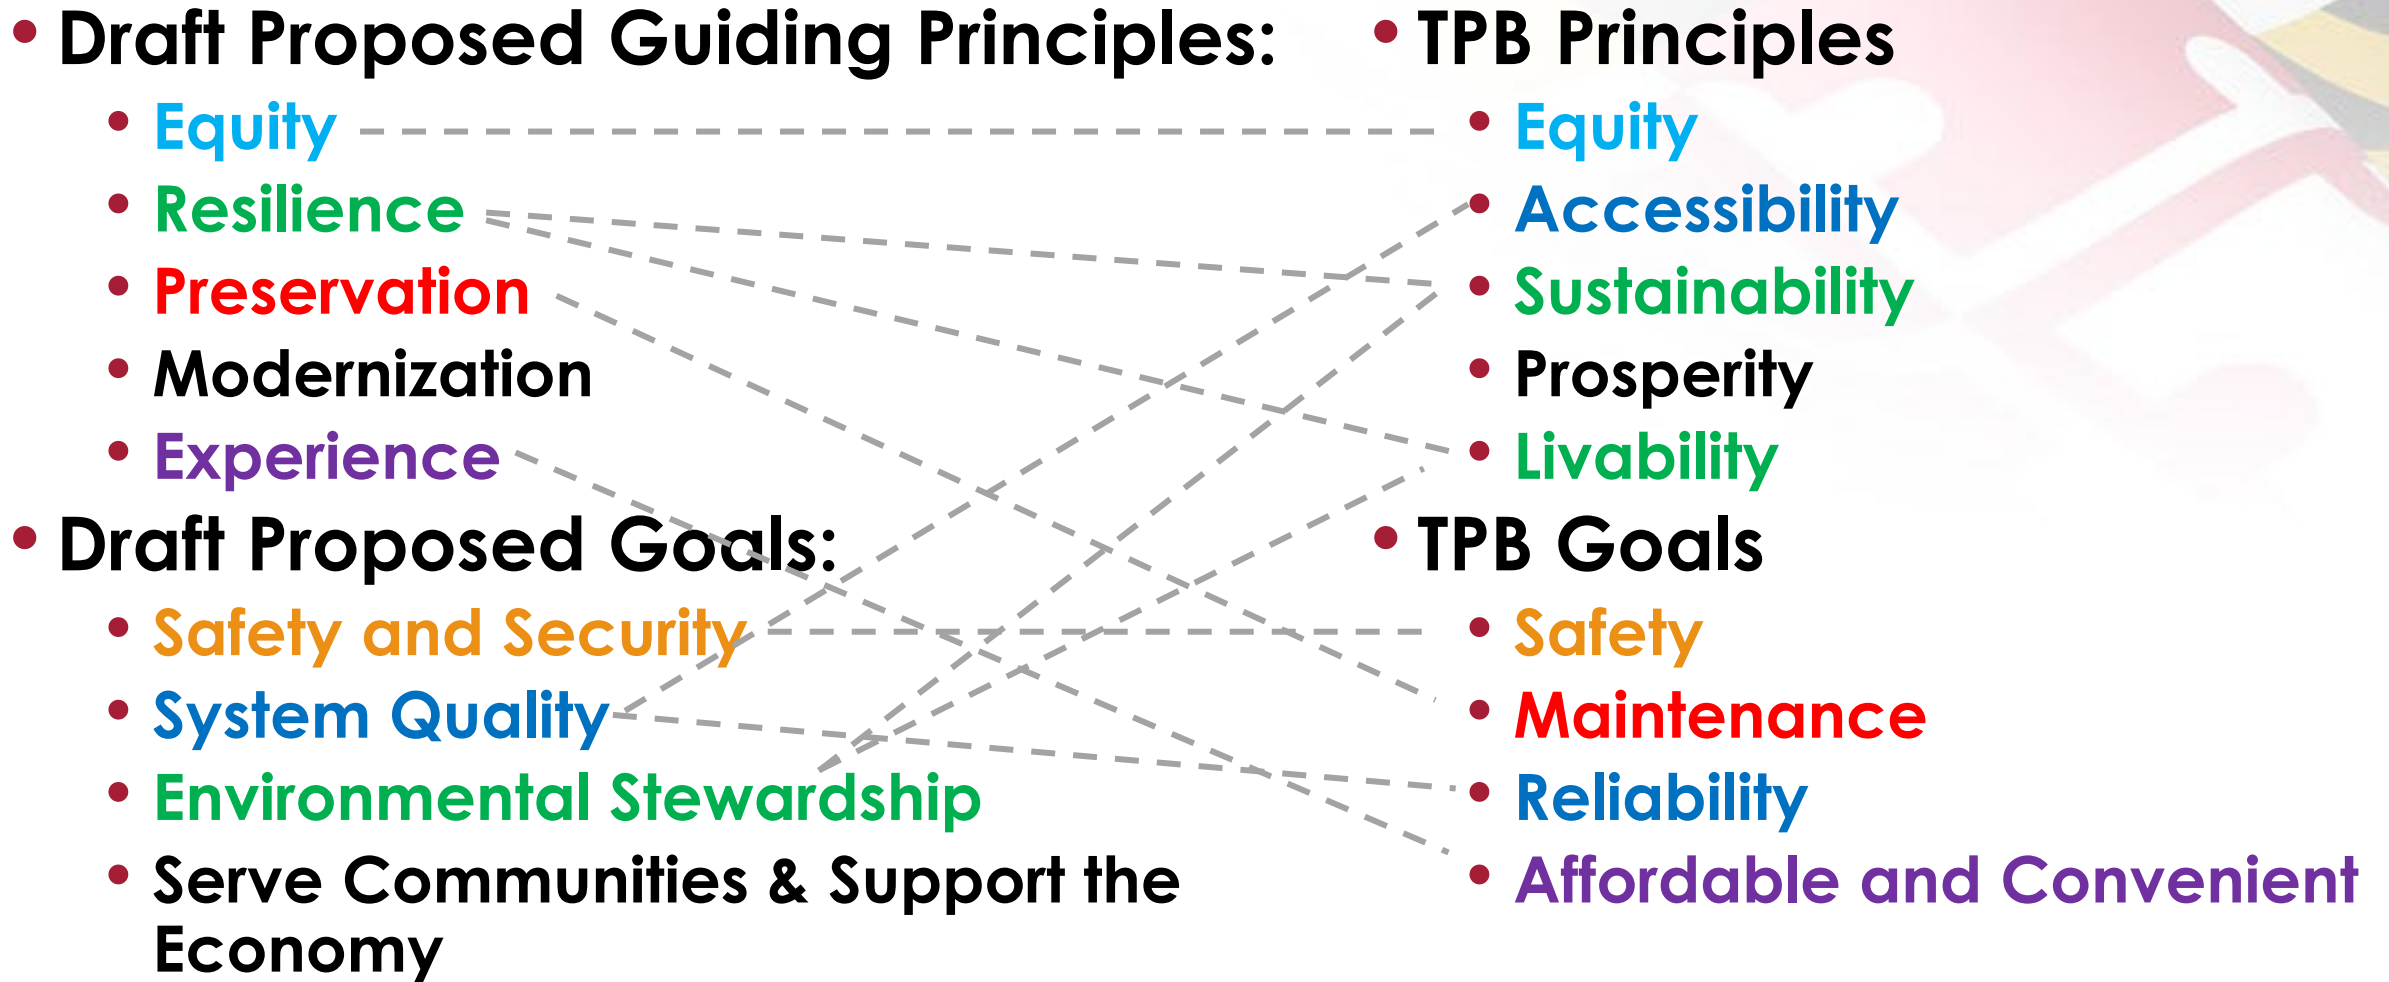 • Draft Proposed Guiding Principles:
• Equity
• Resilience
• Preservation
• Modernization
• Experience
• Draft Proposed Goals:
• Safety and Security
• System Quality
• Environmental Stewardship
• Serve Communities & Support the
Economy
• TPB Principles
• Equity
• Accessibility
• Sustainability
• Prosperity
• Livability
• TPB Goals
• Safety
• Maintenance
• Reliability
• Affordable and Convenient